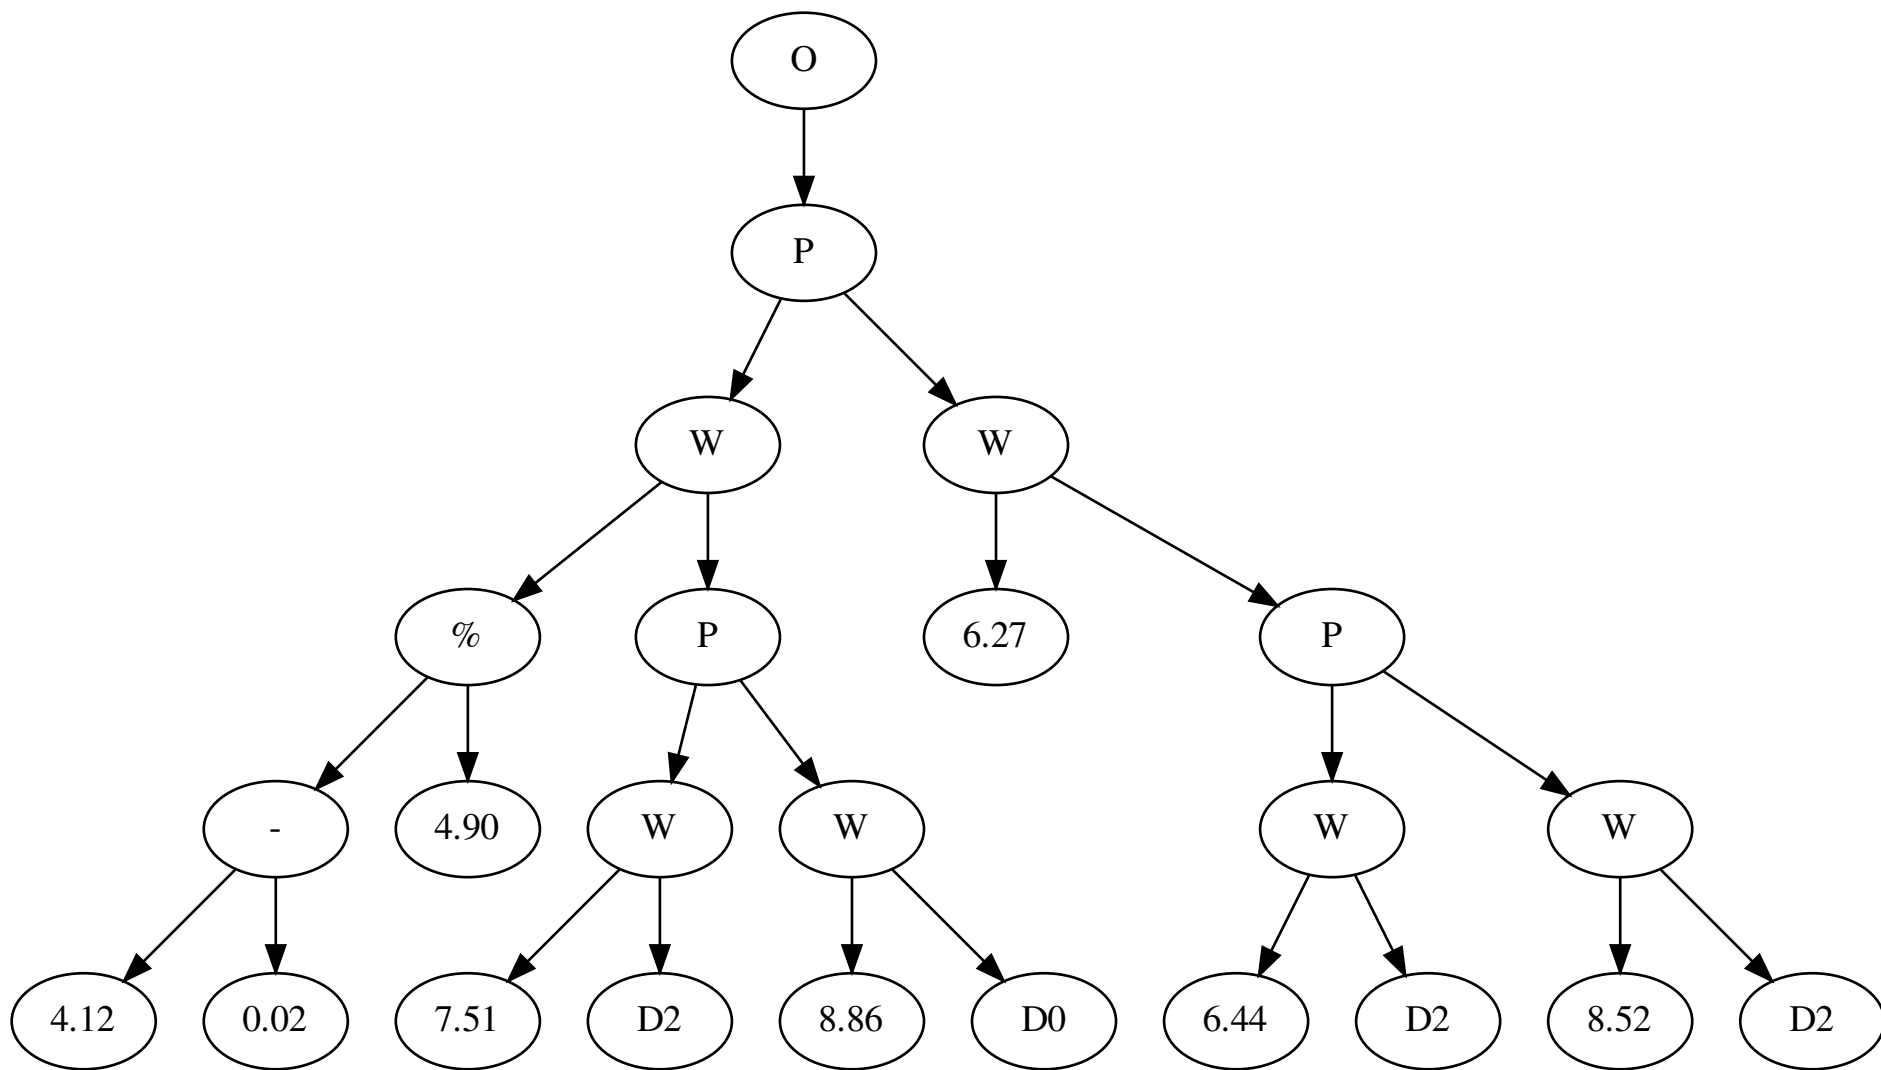 O
P
W W
% P 6.27 P
- 4.90 W W W W
4.12 0.02 7.51 D2 8.86 D0 6.44 D2 8.52 D2